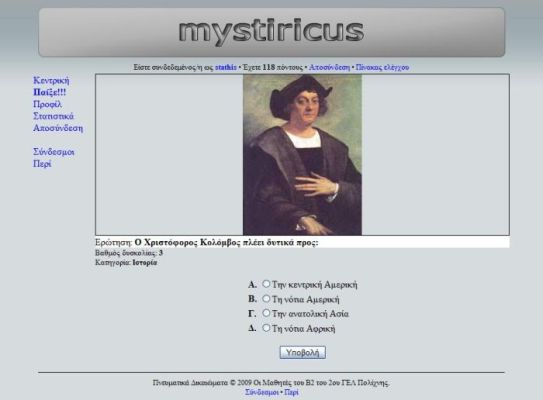 mystiricus
Είστε συνδεδεμένος/η ως stathis • Έχετε 118 πόντους • Αποσύνδεση • Πίνακας ελέγχου
Κεντρική
Παίξε!!!
Προφίλ
Στατιστικά
Αποσύνδεση
Σύνδεσμοι
Περί
Ερώτηση: Ο Χριστόφορος Κολόμβος πλέει δυτικά προς:
Βαθμός δυσκολίας: 3
Κατηγορία: Ιστορία
Α. Την κεντρική Αμερική
Β. Τη νότια Αμερική
Γ. Την ανατολική Ασία
Δ. Τη νότια Αφρική
Υποβολή
Πνευματικά Δικαιώματα © 2009 Οι Μαθητές του Β2 του 2ου ΓΕΛ Πολίχνης.
Σύνδεσμοι • Περί